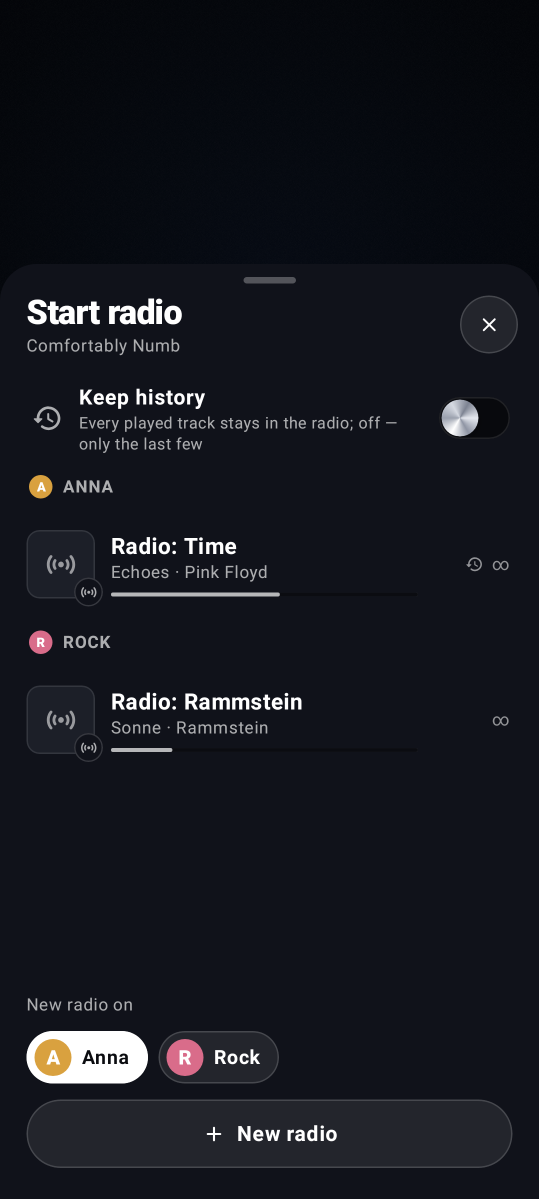 Start radio
Comfortably Numb
Keep history
Every played track stays in the radio; off —
only the last few
A ANNA
Radio: Time
Echoes · Pink Floyd
∞
R ROCK
Radio: Rammstein
Sonne · Rammstein
∞
New radio on
A Anna R Rock
+ New radio